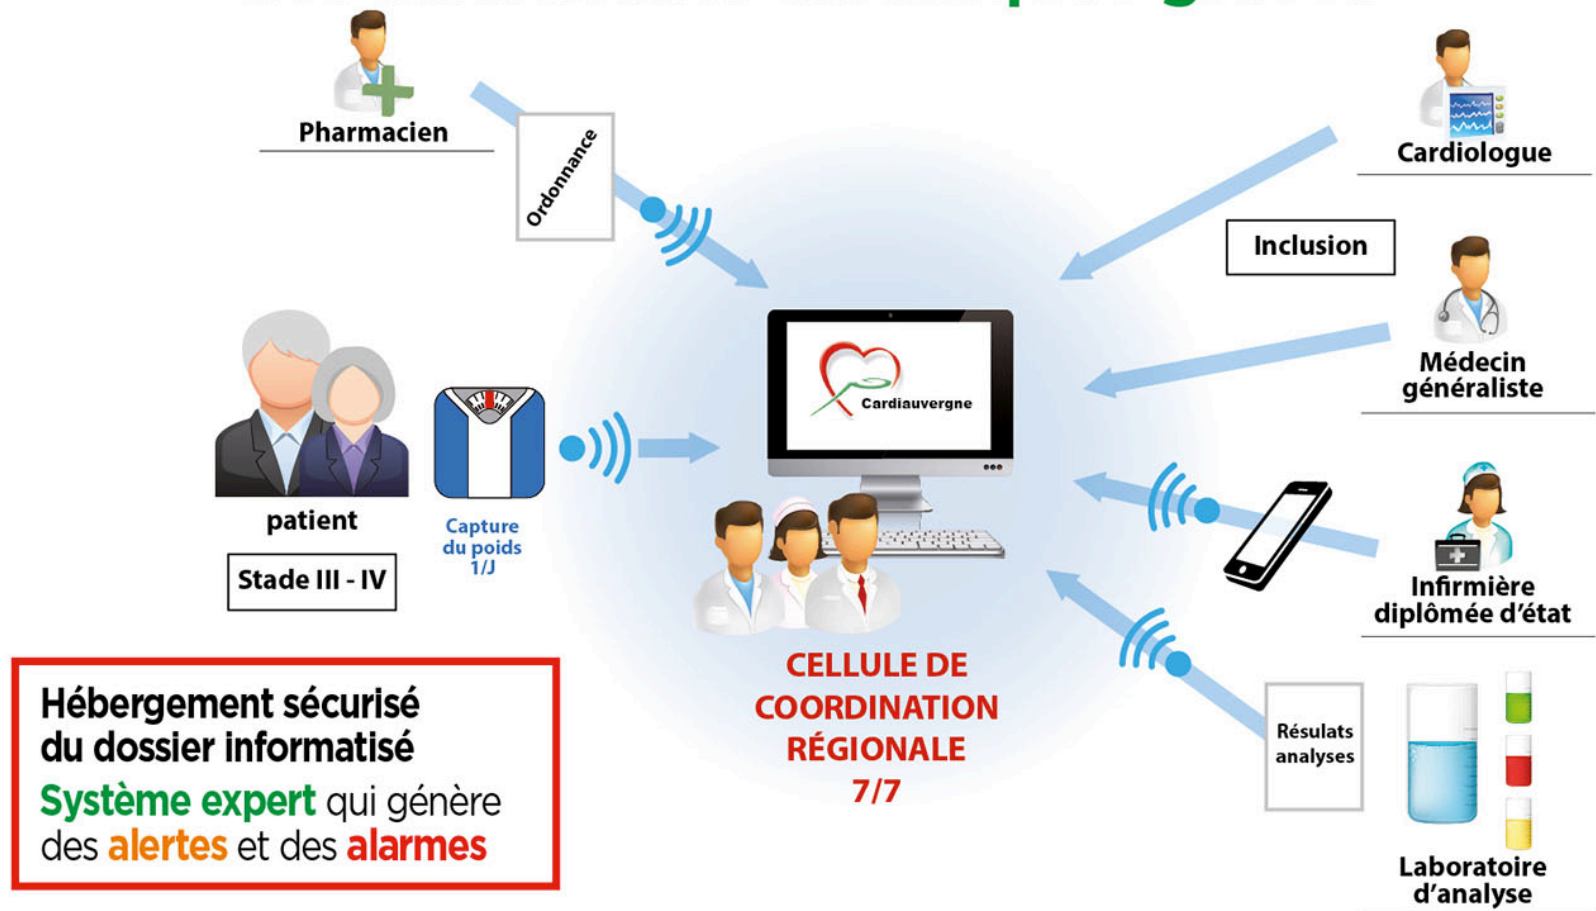 Pharmacien
Ordonnance
Cardiologue
Inclusion
Médecin
généraliste
Cardiauvergne
patient
Stade III - IV
Capture
du poids
1/J
Infirmière
diplômée d'état
CELLULE DE
COORDINATION
RÉGIONALE
7/7
Résulats
analyses
Laboratoire
d'analyse
Hébergement sécurisé
du dossier informatisé
Système expert qui génère
des alertes et des alarmes